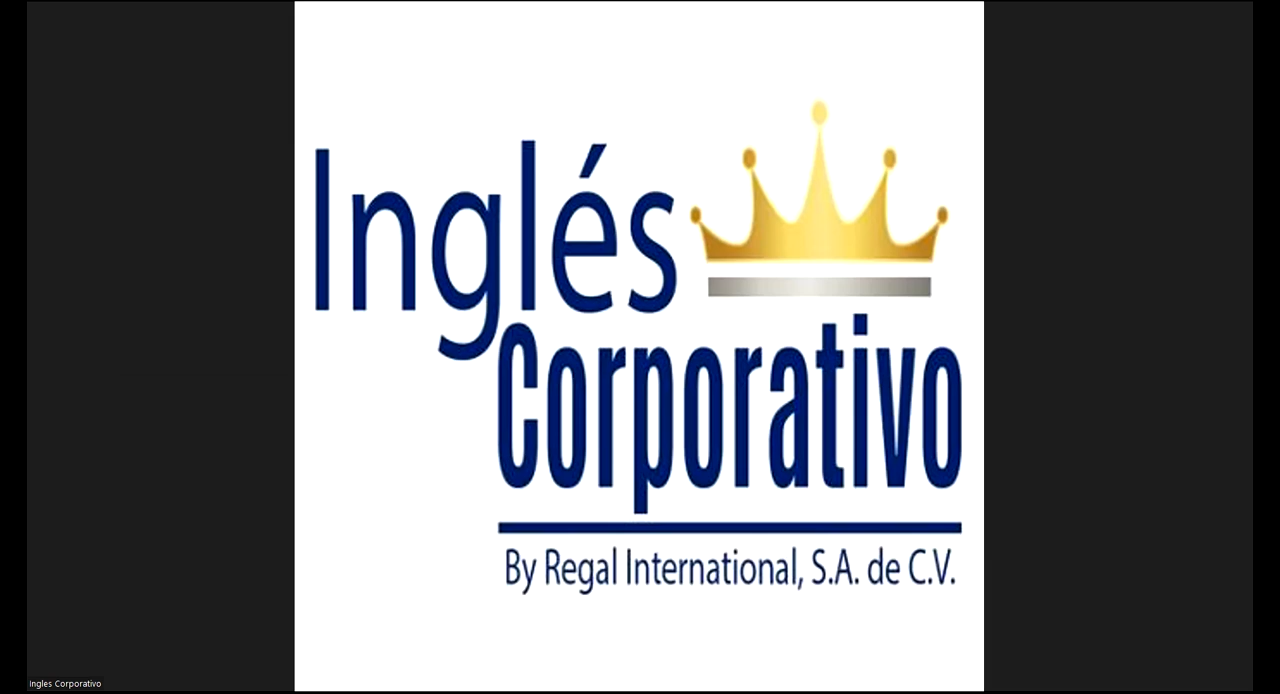 Inglés
Corporativo
By Regal International, S.A. de C.V.
Ingles Corporativo